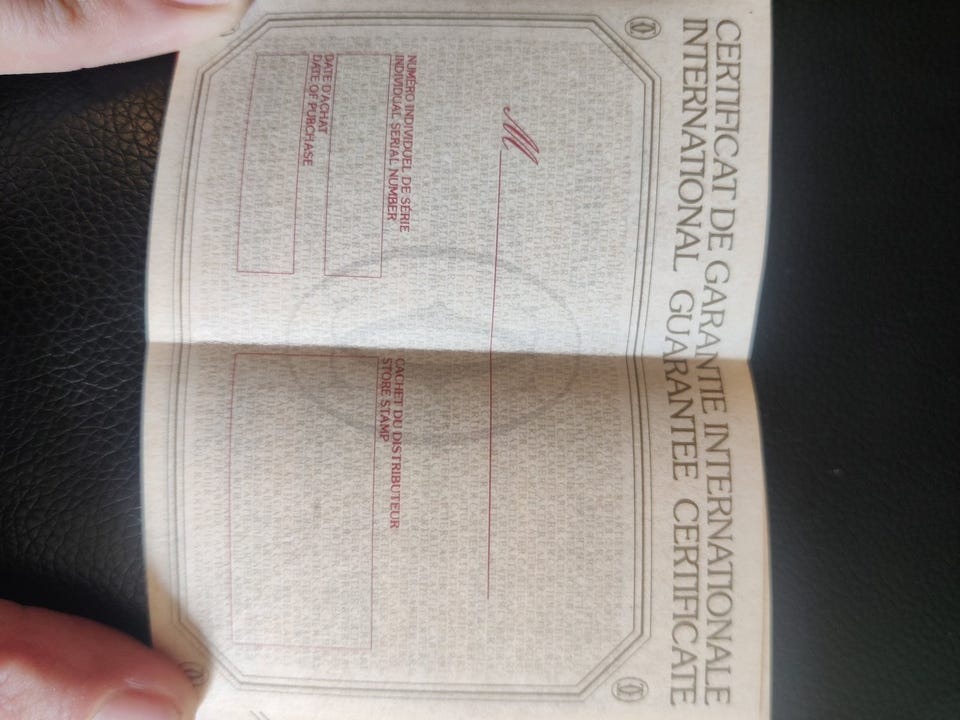 CERTIFICAT DE GARANTIE INTERNATIONALE
INTERNATIONAL GUARANTEE CERTIFICATE
M
NUMÉRO INDIVIDUEL DE SÉRIE
INDIVIDUAL SERIAL NUMBER
DATE D'ACHAT
DATE OF PURCHASE
CACHET DU DISTRIBUTEUR
STORE STAMP